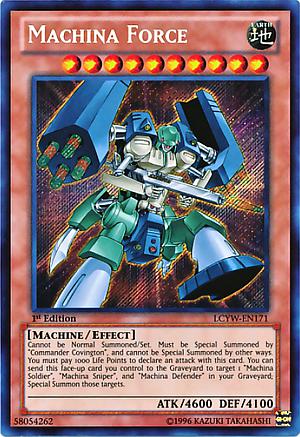 Machina Force
EARTH
地
1st Edition
LCYW-EN171
[MACHINE/EFFECT]
Cannot be Normal Summoned/Set. Must be Special Summoned by
"Commander Covington", and cannot be Special Summoned by other ways.
You must pay 1000 Life Points to declare an attack with this card. You can
send this face-up card you control to the Graveyard to target 1 "Machina
Soldier", "Machina Sniper", and "Machina Defender" in your Graveyard;
Special Summon those targets.
ATK/4600 DEF/4100
58054262
©1996 KAZUKI TAKAHASHI